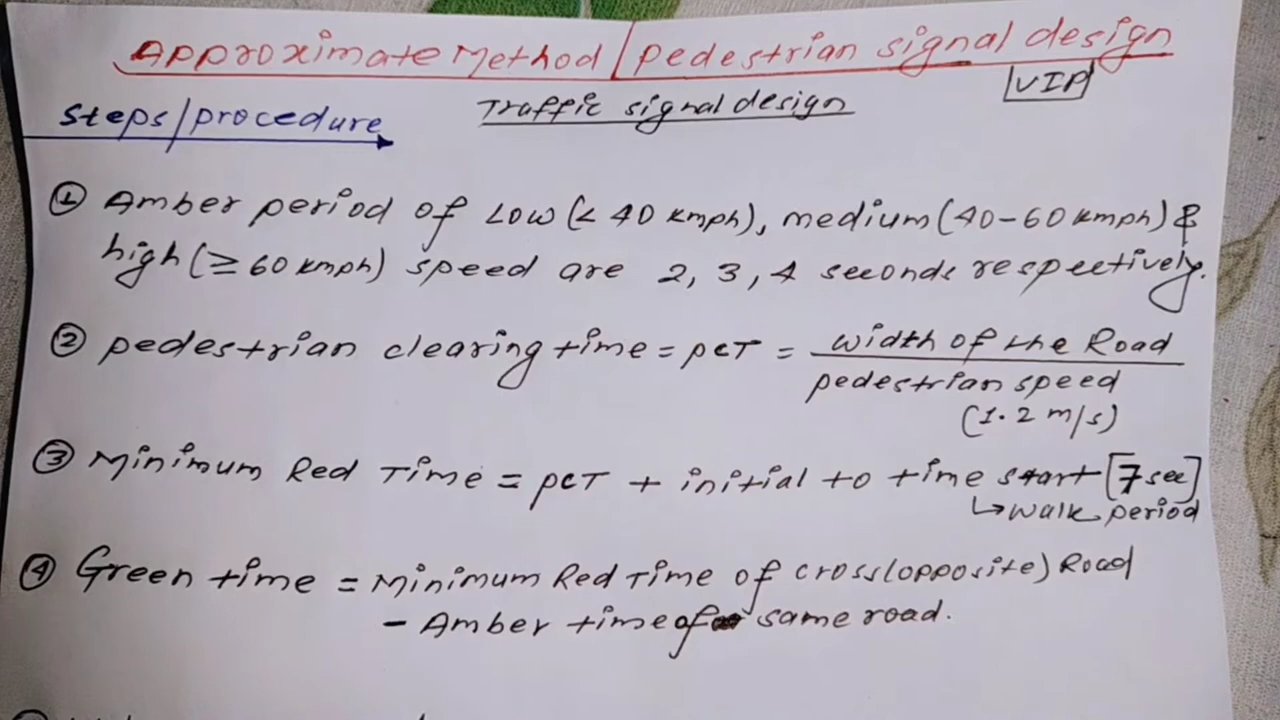 Approximate Method / pedestrian signal design
VIP
Traffic signal design
Steps/procedure
① Amber period of Low (< 40 kmph), medium (40-60 kmph) &
high (≥ 60 kmph) speed are 2, 3, 4 seconds respectively.
② pedestrian clearing time = PCT = width of the Road
pedestrian speed
(1.2 m/s)
③ Minimum Red Time = PCT + initial to time start [7 sec]
↳ walk period
④ Green time = Minimum Red Time of cross(opposite) Road
- Amber time of same road.